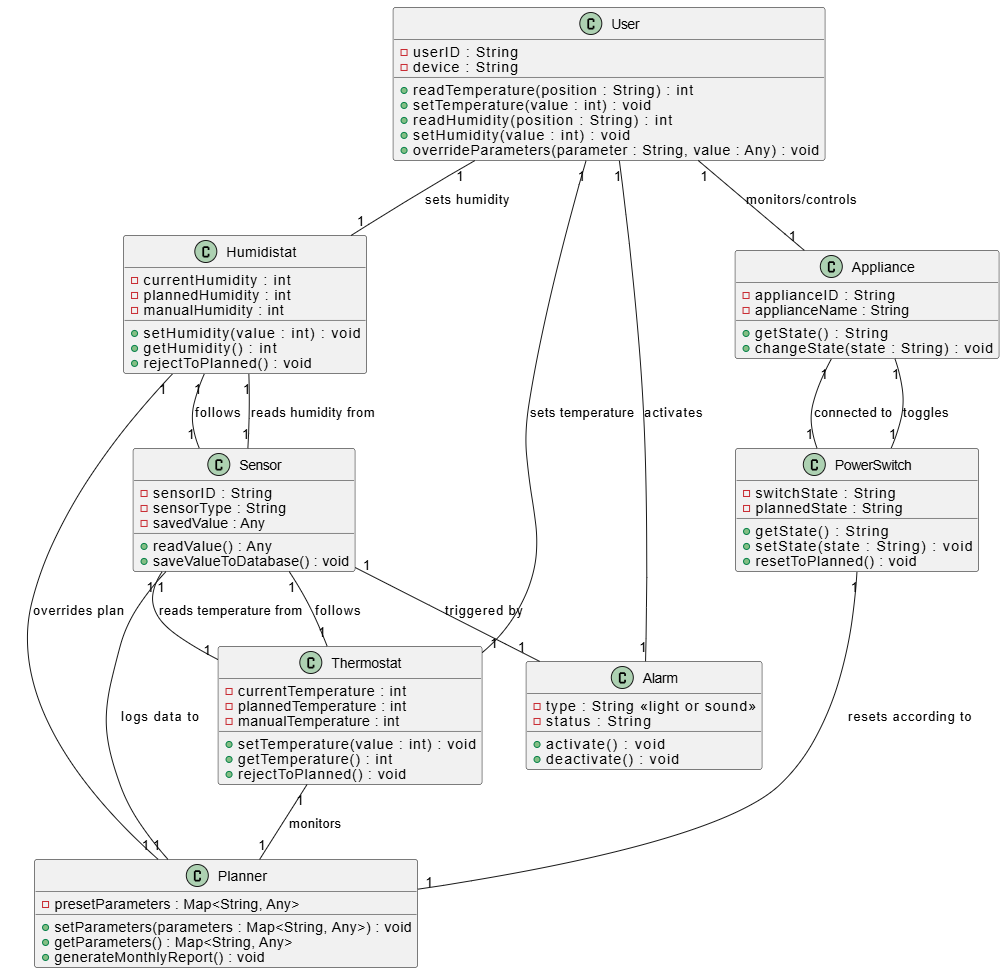 C User
userID : String
device : String
readTemperature(position : String) : int
setTemperature(value : int) : void
readHumidity(position : String) : int
setHumidity(value : int) : void
overrideParameters(parameter : String, value : Any) : void
1 1 1 1
sets humidity monitors/controls
1 1
C Humidistat
currentHumidity : int
plannedHumidity : int
manualHumidity : int
setHumidity(value : int) : void
getHumidity() : int
rejectToPlanned() : void
C Appliance
applianceID : String
applianceName : String
getState() : String
changeState(state : String) : void
1 1 1 1 1
follows reads humidity from sets temperature activates connected to toggles
1 1 1 1
C Sensor
sensorID : String
sensorType : String
savedValue : Any
readValue() : Any
saveValueToDatabase() : void
C PowerSwitch
switchState : String
plannedState : String
getState() : String
setState(state : String) : void
resetToPlanned() : void
1 1 1 1 1
overrides plan reads temperature from follows triggered by
1 1 1 1 1
C Thermostat
currentTemperature : int
plannedTemperature : int
manualTemperature : int
setTemperature(value : int) : void
getTemperature() : int
rejectToPlanned() : void
C Alarm
type : String «light or sound»
status : String
activate() : void
deactivate() : void
logs data to resets according to
1
monitors
1 1 1 1
C Planner
presetParameters : Map<String, Any>
setParameters(parameters : Map<String, Any>) : void
getParameters() : Map<String, Any>
generateMonthlyReport() : void